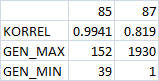 85 87
KORREL 0.9941 0.819
GEN_MAX 152 1930
GEN_MIN 39 1